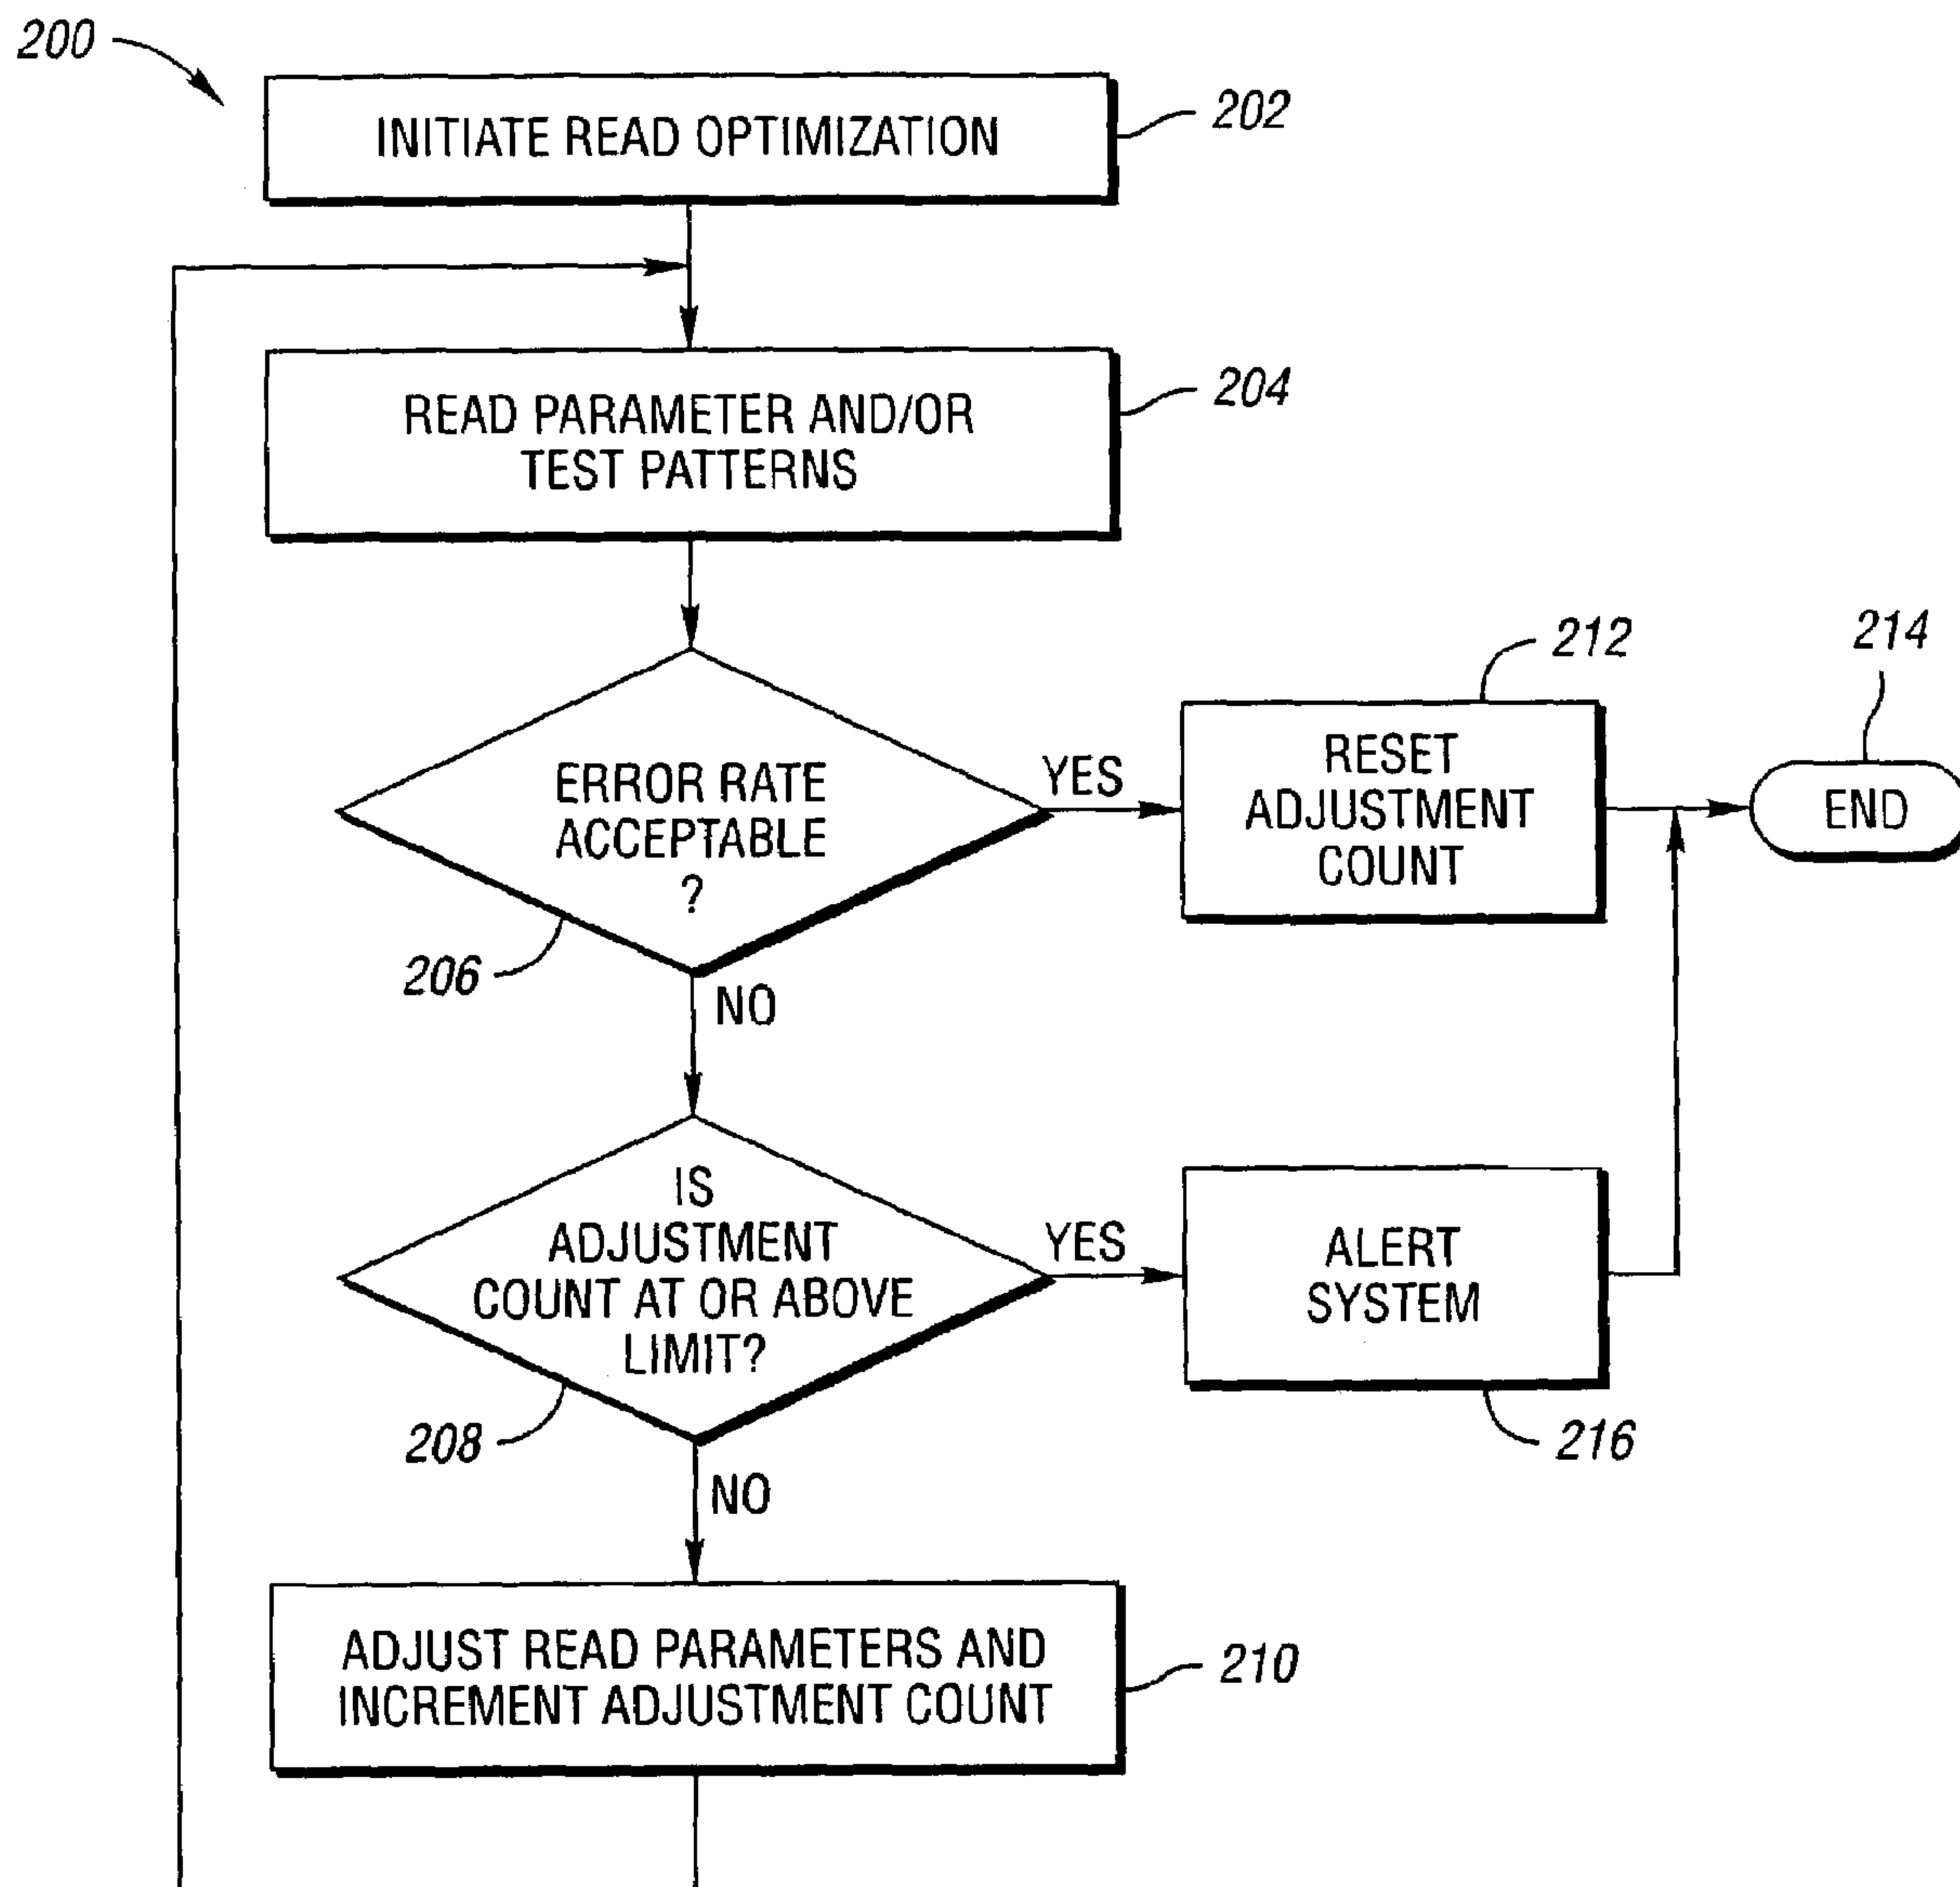 200
INITIATE READ OPTIMIZATION
202
READ PARAMETER AND/OR
TEST PATTERNS
204
ERROR RATE
ACCEPTABLE
?
206
YES
NO
RESET
ADJUSTMENT
COUNT
212
END
214
IS
ADJUSTMENT
COUNT AT OR ABOVE
LIMIT?
208
YES
NO
ALERT
SYSTEM
216
ADJUST READ PARAMETERS AND
INCREMENT ADJUSTMENT COUNT
210